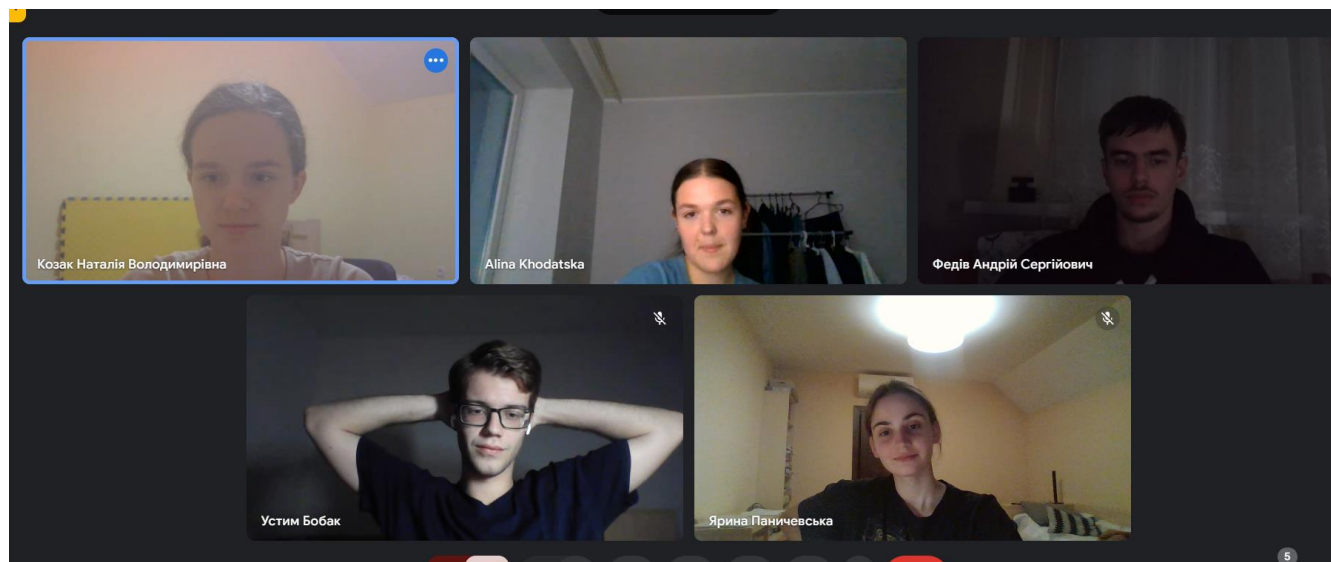 Козак Наталія Володимирівна
Alina Khodatska
Федів Андрій Сергійович
Устим Бобак
Ярина Паничевська
5